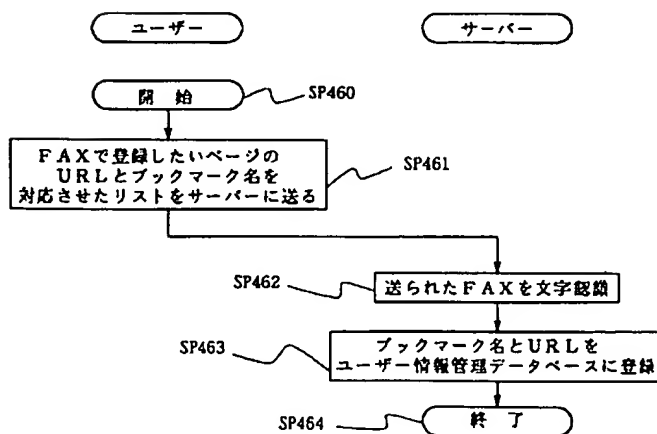 ユーザー
サーバー
開 始
SP460
FAXで登録したいページの
URLとブックマーク名を
対応させたリストをサーバーに送る
SP461
SP462
送られたFAXを文字認識
SP463
ブックマーク名とURLを
ユーザー情報管理データベースに登録
SP464
終 了